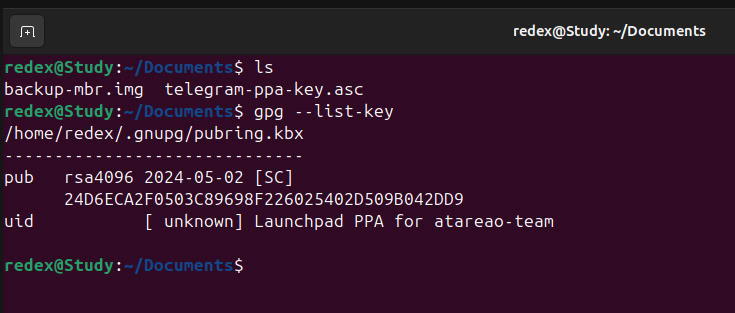 redex@Study: ~/Documents
redex@Study:~/Documents$ ls
backup-mbr.img  telegram-ppa-key.asc
redex@Study:~/Documents$ gpg --list-key
/home/redex/.gnupg/pubring.kbx
------------------------------
pub   rsa4096 2024-05-02 [SC]
      24D6ECA2F0503C89698F226025402D509B042DD9
uid           [ unknown] Launchpad PPA for atareao-team
redex@Study:~/Documents$